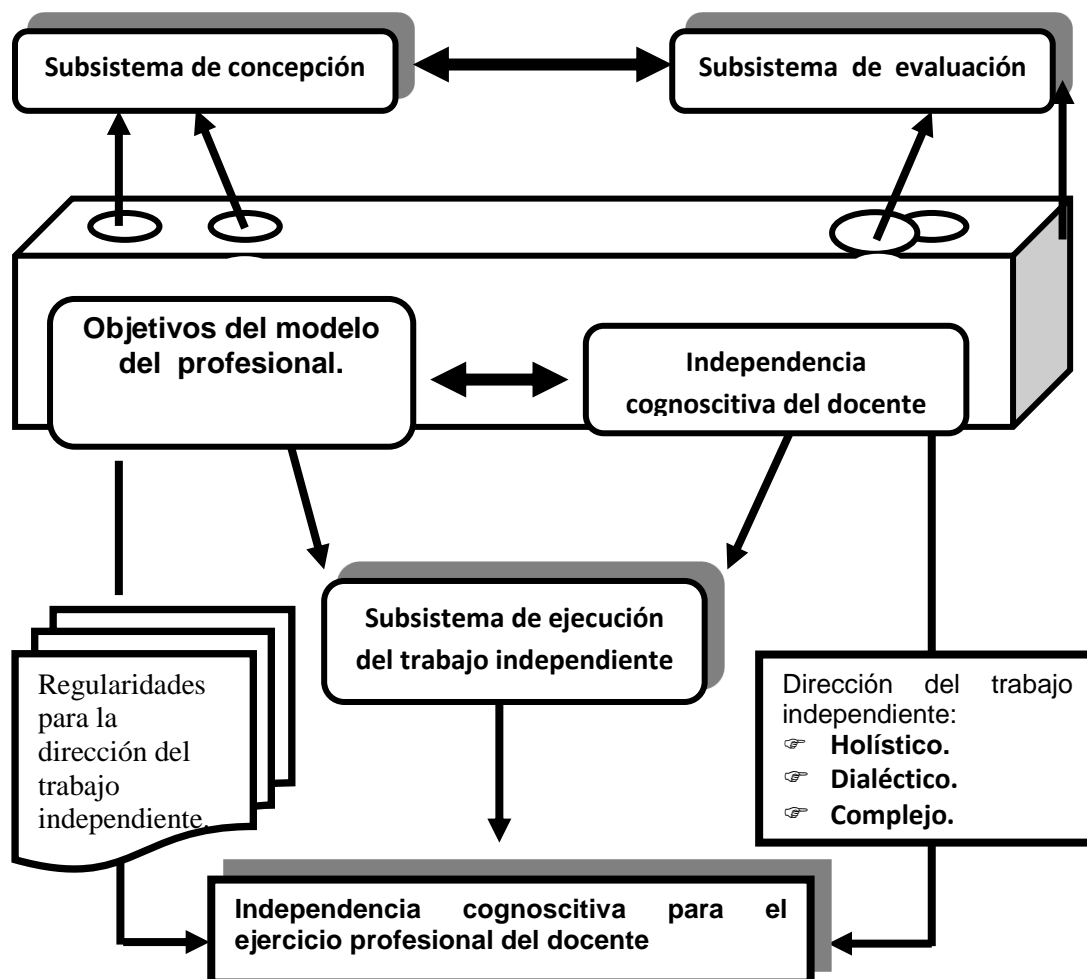 Subsistema de concepción
Subsistema de evaluación
Objetivos del modelo
del profesional.
Independencia
cognoscitiva del docente
Subsistema de ejecución
del trabajo independiente
Regularidades
para la
dirección del
trabajo
independiente.
Dirección del trabajo
independiente:
☞ Holístico.
☞ Dialéctico.
☞ Complejo.
Independencia cognoscitiva para el
ejercicio profesional del docente